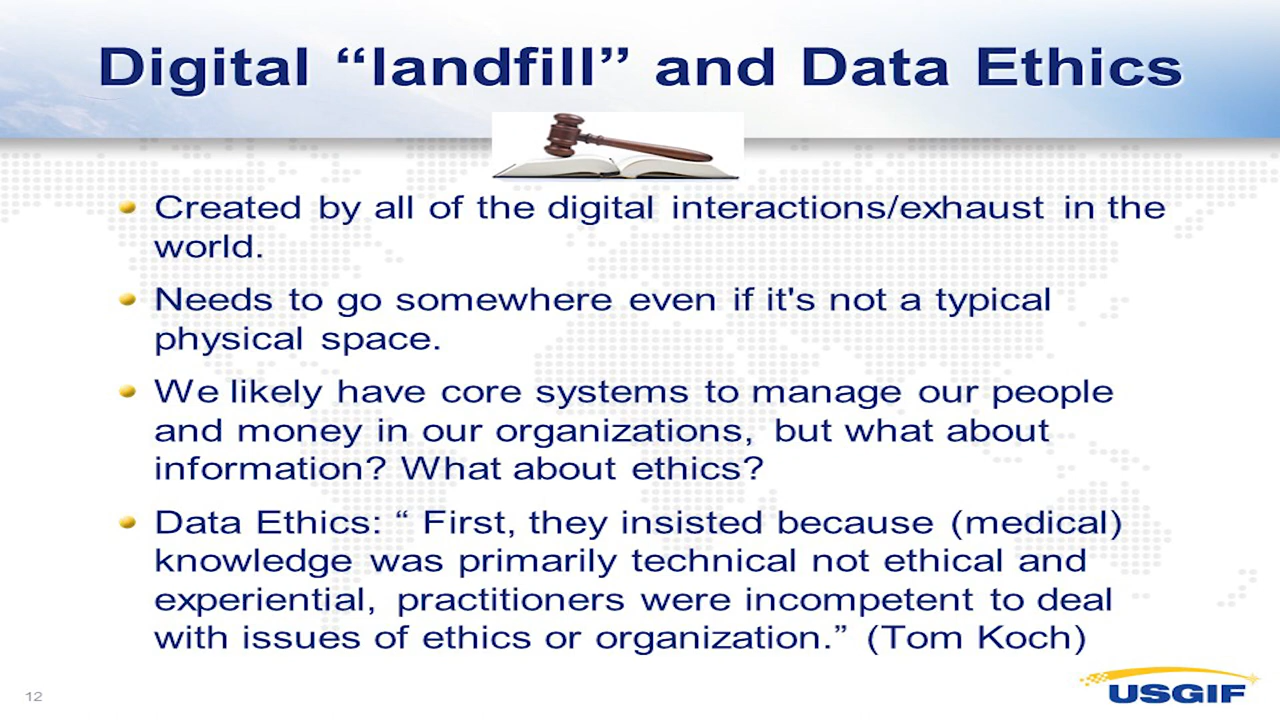 Digital “landfill” and Data Ethics
Created by all of the digital interactions/exhaust in the
world.
Needs to go somewhere even if it's not a typical
physical space.
We likely have core systems to manage our people
and money in our organizations, but what about
information? What about ethics?
Data Ethics: “ First, they insisted because (medical)
knowledge was primarily technical not ethical and
experiential, practitioners were incompetent to deal
with issues of ethics or organization.” (Tom Koch)
12
USGIF